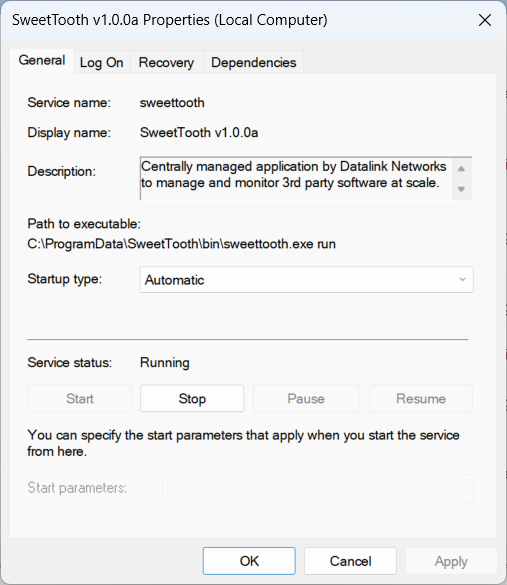 SweetTooth v1.0.0a Properties (Local Computer)
General Log On Recovery Dependencies
Service name: sweettooth
Display name: SweetTooth v1.0.0a
Description: Centrally managed application by Datalink Networks
to manage and monitor 3rd party software at scale.
Path to executable:
C:\ProgramData\SweetTooth\bin\sweettooth.exe run
Startup type: Automatic
Service status: Running
Start Stop Pause Resume
You can specify the start parameters that apply when you start the service
from here.
Start parameters:
OK Cancel Apply